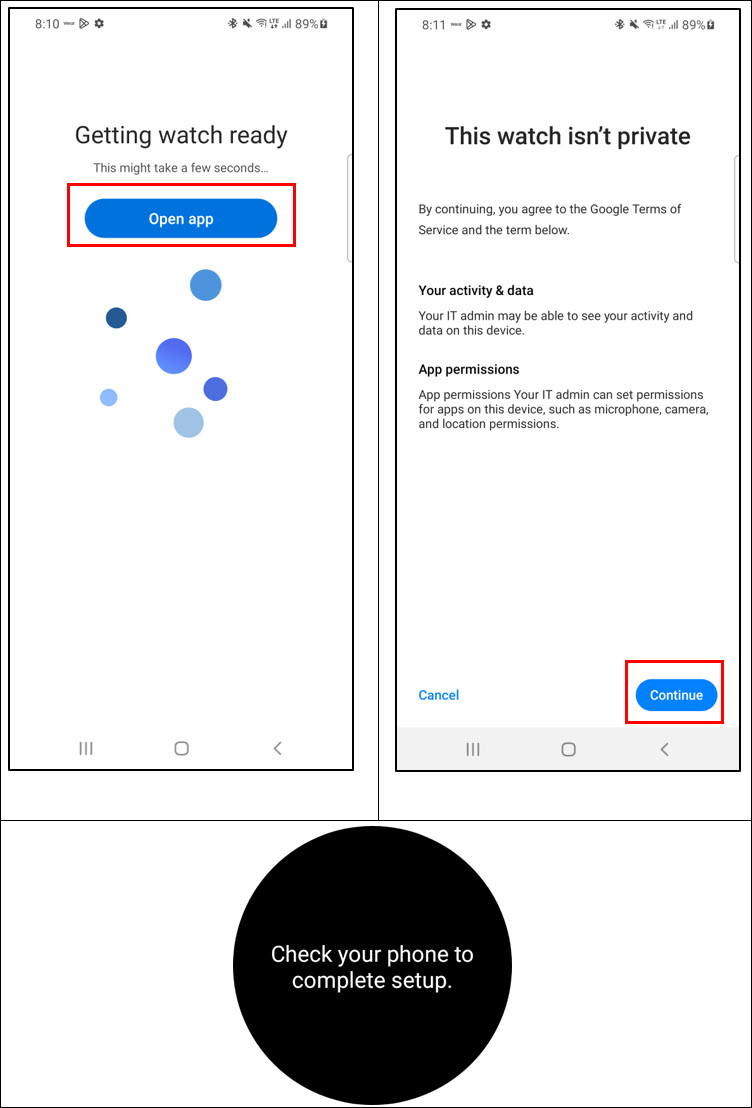 8:10 Wear LTE 89%
Getting watch ready
This might take a few seconds...
Open app
8:11 Wear LTE 89%
This watch isn’t private
By continuing, you agree to the Google Terms of
Service and the term below.
Your activity & data
Your IT admin may be able to see your activity and
data on this device.
App permissions
App permissions Your IT admin can set permissions
for apps on this device, such as microphone, camera,
and location permissions.
Cancel
Continue
Check your phone to
complete setup.